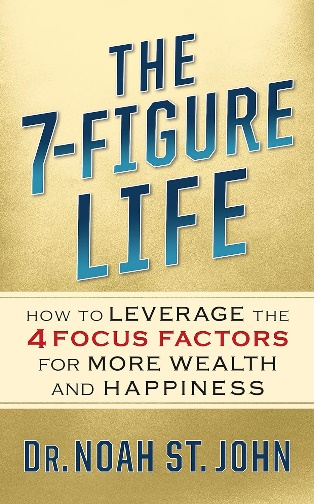 THE
7-FIGURE
LIFE
HOW TO LEVERAGE THE
4 FOCUS FACTORS
FOR MORE WEALTH
AND HAPPINESS
DR. NOAH ST. JOHN